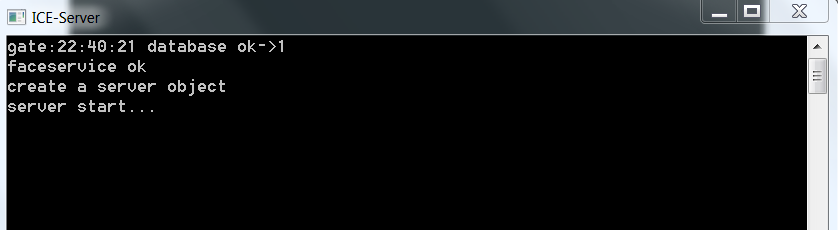 ICE-Server
gate:22:40:21 database ok->1
faceservice ok
create a server object
server start...